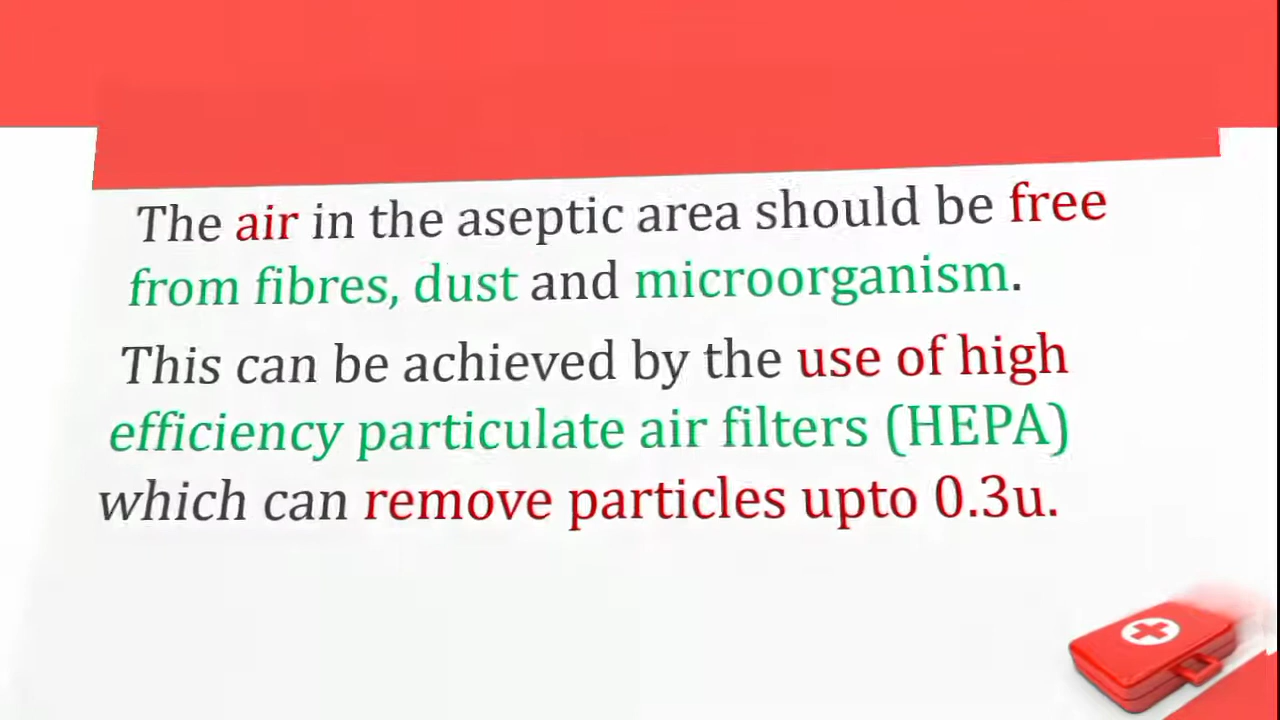 The air in the aseptic area should be free
from fibres, dust and microorganism.
This can be achieved by the use of high
efficiency particulate air filters (HEPA)
which can remove particles upto 0.3u.